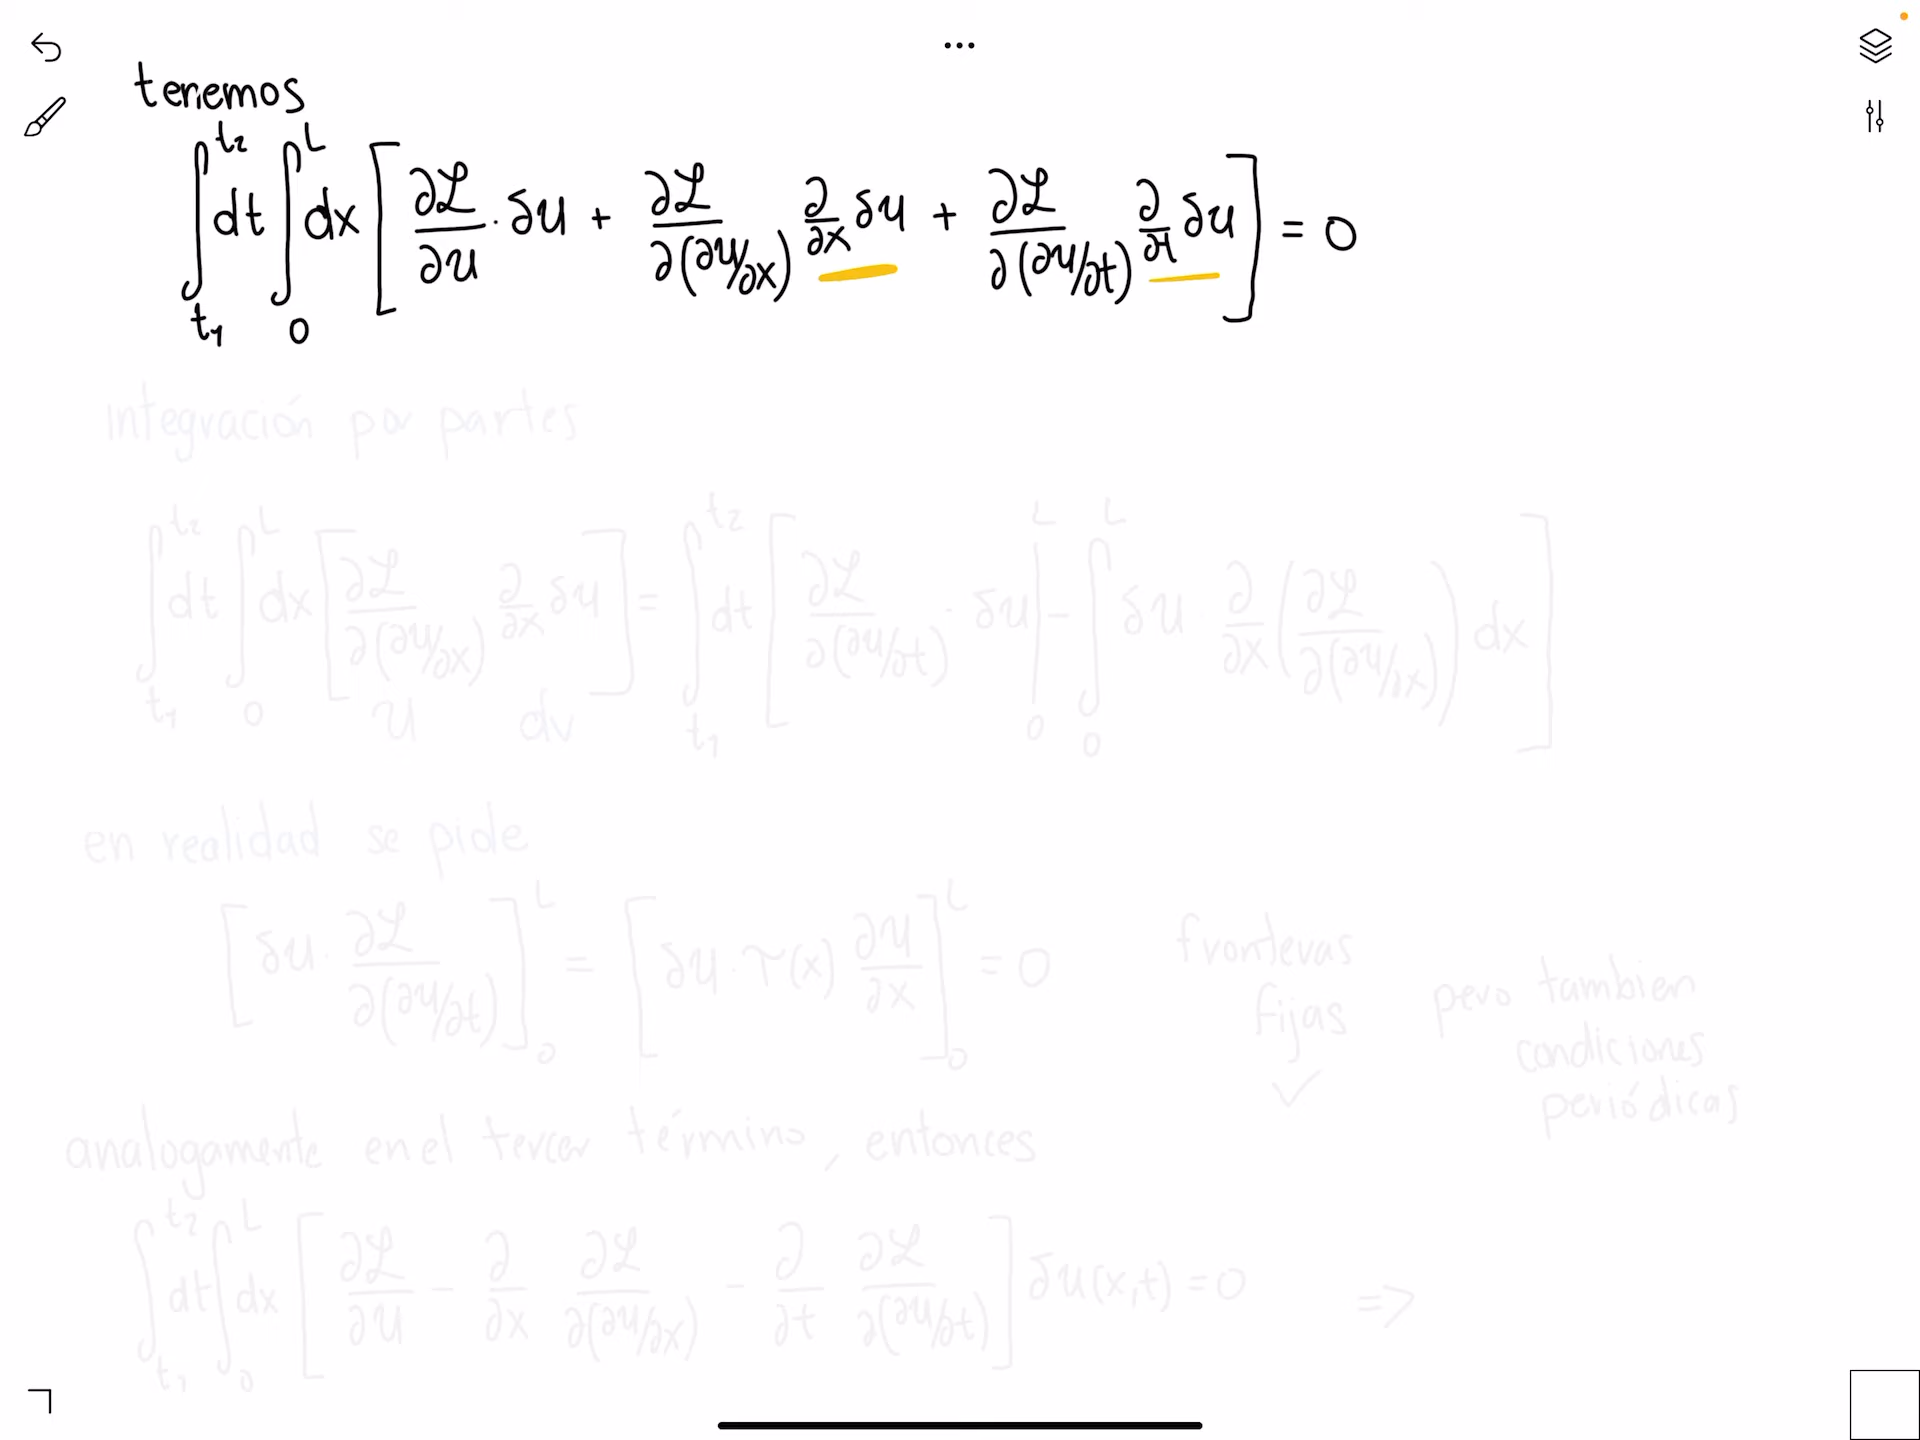 tenemos
∫_{t₁}^{t₂} dt ∫_0^L dx [ ∂ℒ/∂u · δu + ∂ℒ/∂(∂u/∂x) ∂/∂x δu + ∂ℒ/∂(∂u/∂t) ∂/∂t δu ] = 0
integración por partes
∫_{t₁}^{t₂} dt ∫_0^L dx [ ∂ℒ/∂(∂u/∂x) ∂/∂x δu ] = ∫_{t₁}^{t₂} dt [ ∂ℒ/∂(∂u/∂t) · δu |_0^L - ∫_0^L δu · ∂/∂x ( ∂ℒ/∂(∂u/∂x) ) dx ]
u dv
en realidad se pide
[ δu · ∂ℒ/∂(∂u/∂t) ]_0^L = [ δu · τ(x) ∂u/∂x ]_0^L = 0
fronteras
fijas ✓
pero tambien
condiciones
periódicas
analogamente en el tercer término, entonces
∫_{t₁}^{t₂} dt ∫_0^L dx [ ∂ℒ/∂u - ∂/∂x ∂ℒ/∂(∂u/∂x) - ∂/∂t ∂ℒ/∂(∂u/∂t) ] δu(x,t) = 0 =>